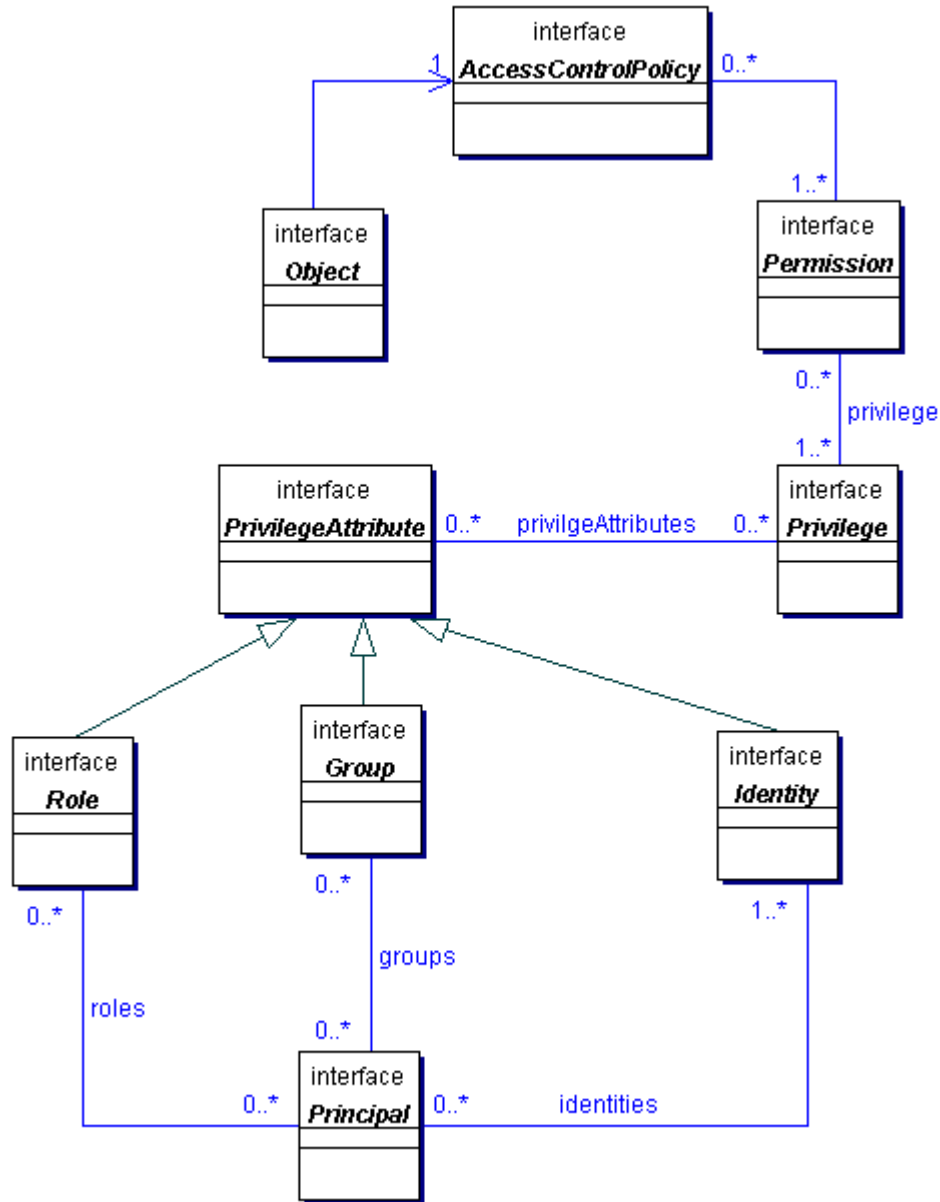 interface
AccessControlPolicy
1
0..*
1..*
interface
Object
interface
Permission
0..*
privilege
1..*
interface
PrivilegeAttribute
0..*
privilgeAttributes
0..*
interface
Privilege
interface
Role
interface
Group
interface
Identity
0..*
0..*
1..*
groups
roles
0..*
0..*
interface
Principal
0..*
identities